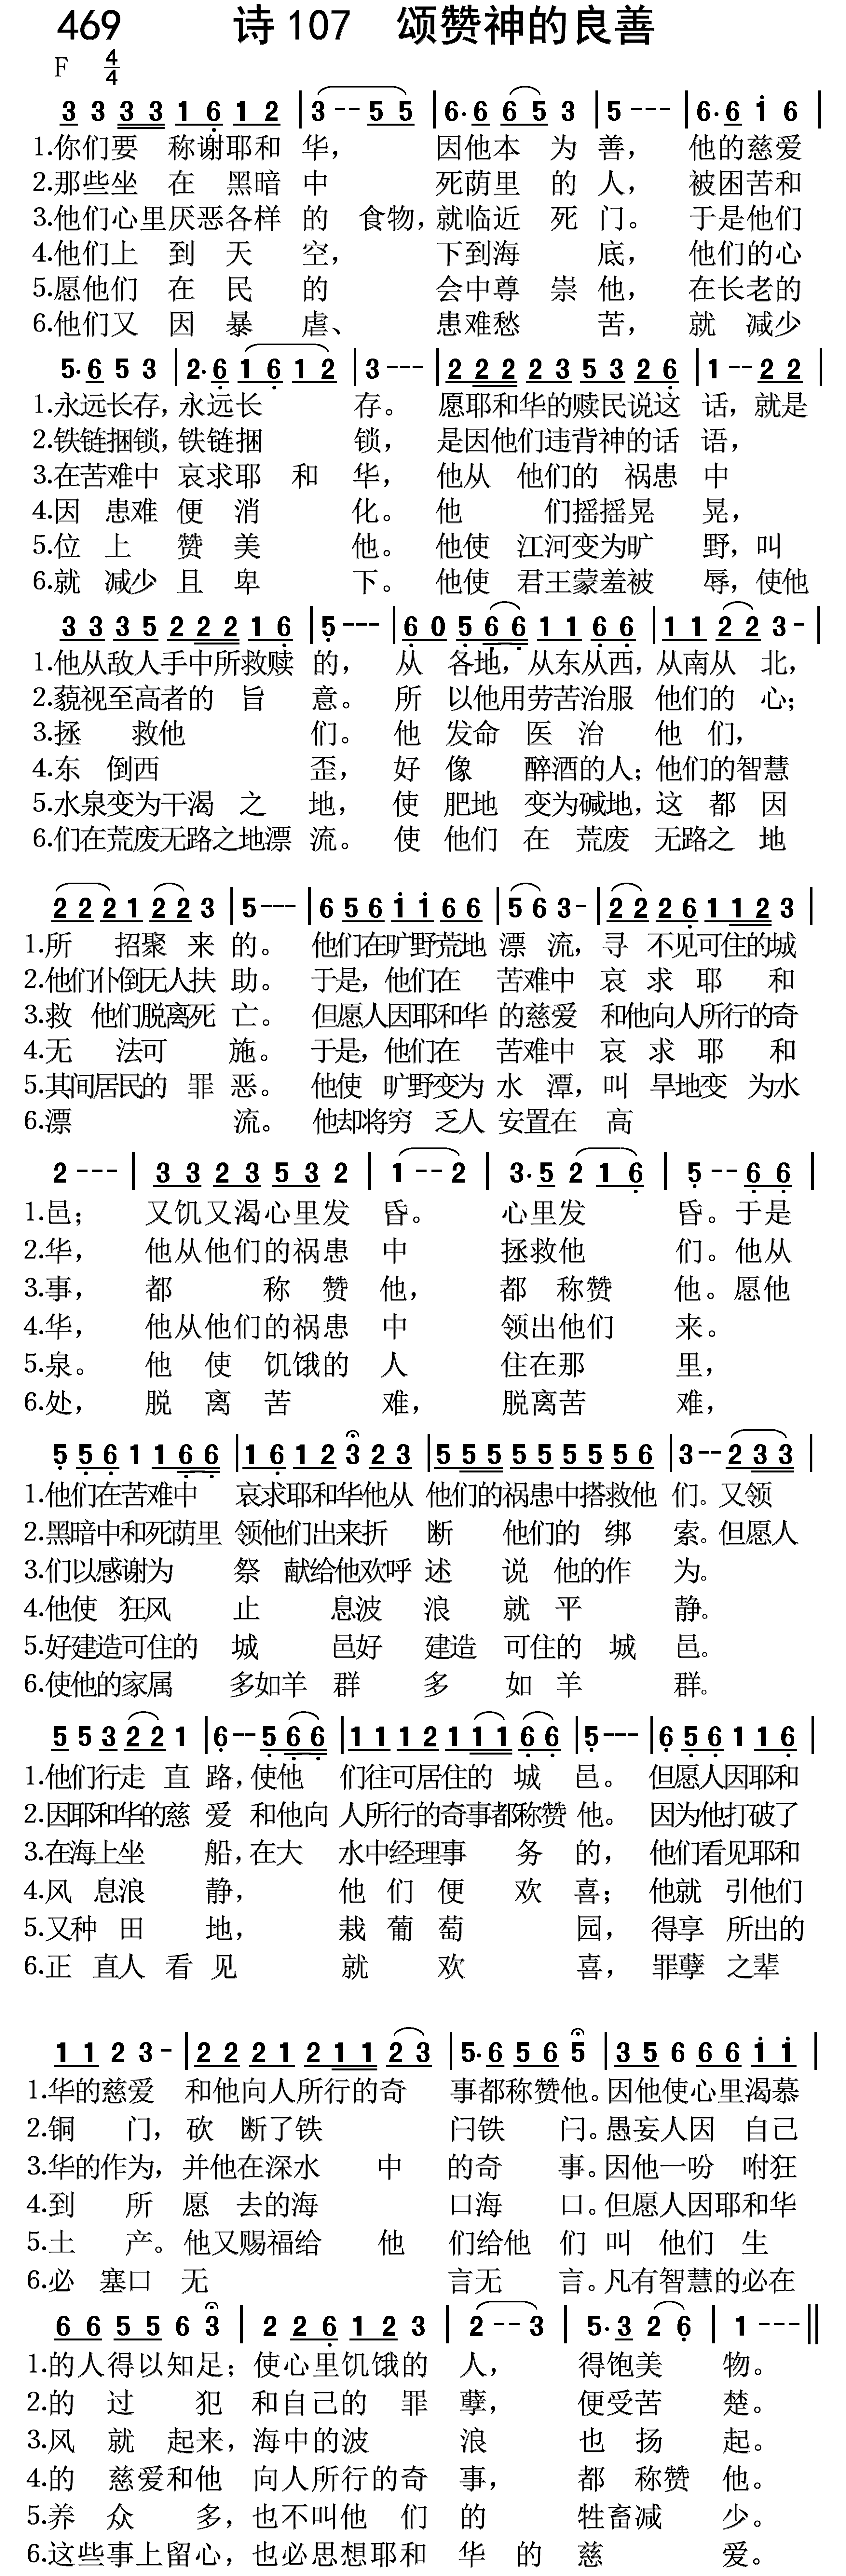 469 诗107 颂赞神的良善
F 4/4
3 3 3 3 1 6 1 2 | 3 -- 5 5 | 6. 6 6 5 3 | 5 --- | 6. 6 i 6 |
1.你们要 称谢耶和 华， 因他本 为 善， 他的慈爱
2.那些坐 在 黑暗 中 死荫里 的 人， 被困苦和
3.他们心里厌恶各样 的 食物，就临近 死 门。 于是他们
4.他们上 到 天 空， 下到海 底， 他们的心
5.愿他们 在 民 的 会中尊 崇 他， 在长老的
6.他们又 因 暴 虐、 患难愁 苦， 就 减少
5. 6 5 3 | 2. 6 1 6 1 2 | 3 --- | 2 2 2 2 3 5 3 2 6 | 1 -- 2 2 |
1.永远长存，永远长 存。 愿耶和华的赎民说这 话，就是
2.铁链捆锁，铁链捆 锁， 是因他们违背神的话 语，
3.在苦难中 哀求耶 和 华， 他从 他们的 祸患 中
4.因 患难 便 消 化。 他 们摇摇晃 晃，
5.位 上 赞 美 他。 他使 江河变为旷 野，叫
6.就 减少 且 卑 下。 他使 君王蒙羞被 辱，使他
3 3 3 5 2 2 2 1 6 | 5 --- | 6 0 5 6 6 1 1 6 6 | 1 1 2 2 3 - |
1.他从敌人手中所救赎 的， 从 各地，从东从西，从南从 北，
2.藐视至高者的 旨 意。 所 以他用劳苦治服 他们的 心；
3.拯 救他 们。 他 发命 医 治 他 们，
4.东 倒西 歪， 好 像 醉酒的人；他们的智慧
5.水泉变为干渴 之 地， 使 肥地 变为碱地，这 都 因
6.们在荒废无路之地漂 流。 使 他们 在 荒废 无路之 地
2 2 2 1 2 2 3 | 5 --- | 6 5 6 i i 6 6 | 5 6 3 - | 2 2 2 6 1 1 2 3 |
1.所 招聚 来 的。 他们在旷野荒地 漂 流，寻 不见可住的城
2.他们仆倒无人扶 助。 于是，他们在 苦难中 哀 求 耶 和
3.救 他们脱离死 亡。 但愿人因耶和华 的慈爱 和他向人所行的奇
4.无 法可 施。 于是，他们在 苦难中 哀 求 耶 和
5.其间居民的 罪 恶。 他使 旷野变为 水 潭，叫 旱地变 为水
6.漂 流。 他却将穷 乏人 安置在 高
2 --- | 3 3 2 3 5 3 2 | 1 -- 2 | 3. 5 2 1 6 | 5 -- 6 6 |
1.邑； 又饥又渴心里发 昏。 心里发 昏。于是
2.华， 他从他们的祸患 中 拯救他 们。他从
3.事， 都 称 赞 他， 都 称赞 他。愿他
4.华， 他从他们的祸患 中 领出他们 来。
5.泉。 他 使 饥饿的 人 住在那 里，
6.处， 脱 离 苦 难， 脱离苦 难，
5 5 6 1 1 6 6 | 1 6 1 2 3 2 3 | 5 5 5 5 5 5 5 5 6 | 3 -- 2 3 3 |
1.他们在苦难中 哀求耶和华他从 他们的祸患中搭救他 们。又领
2.黑暗中和死荫里 领他们出来折 断 他们的 绑 索。但愿人
3.们以感谢为 祭 献给他欢呼 述 说 他的作 为。
4.他使 狂风 止 息波 浪 就 平 静。
5.好建造可住的 城 邑好 建造 可住的 城 邑。
6.使他的家属 多如羊 群 多 如 羊 群。
5 5 3 2 2 1 | 6 -- 5 6 6 | 1 1 1 2 1 1 1 6 6 | 5 --- | 6 5 6 1 1 6 |
1.他们行走 直 路，使他 们往可居住的 城 邑。 但愿人因耶和
2.因耶和华的慈 爱 和他向 人所行的奇事都称赞 他。 因为他打破了
3.在海上坐 船，在大 水中经理事 务 的， 他们看见耶和
4.风 息浪 静， 他 们 便 欢 喜； 他就 引他们
5.又种 田 地， 栽 葡 萄 园， 得享 所出的
6.正 直人 看 见 就 欢 喜， 罪孽 之辈
1 1 2 3 - | 2 2 2 1 2 1 1 2 3 | 5. 6 5 6 5 | 3 5 6 6 6 i i |
1.华的慈爱 和他向人所行的奇 事都称赞他。因他使心里渴慕
2.铜 门， 砍 断了铁 闩铁 闩。愚妄人因 自己
3.华的作为，并他在深水 中 的奇 事。因他一吩 咐狂
4.到 所 愿 去的海 口海 口。但愿人因耶和华
5.土 产。他又赐福给 他 们给他 们 叫 他们 生
6.必 塞口 无 言无 言。凡有智慧的必在
6 6 5 5 6 3 | 2 2 6 1 2 3 | 2 -- 3 | 5. 3 2 6 | 1 --- ‖
1.的人得以知足；使心里饥饿的 人， 得饱美 物。
2.的 过 犯 和自己的 罪 孽， 便受苦 楚。
3.风 就 起来，海中的波 浪 也 扬 起。
4.的 慈爱和他 向人所行的奇 事， 都 称赞 他。
5.养 众 多，也不叫他 们 的 牲畜减 少。
6.这些事上留心，也必思想耶和 华 的 慈 爱。